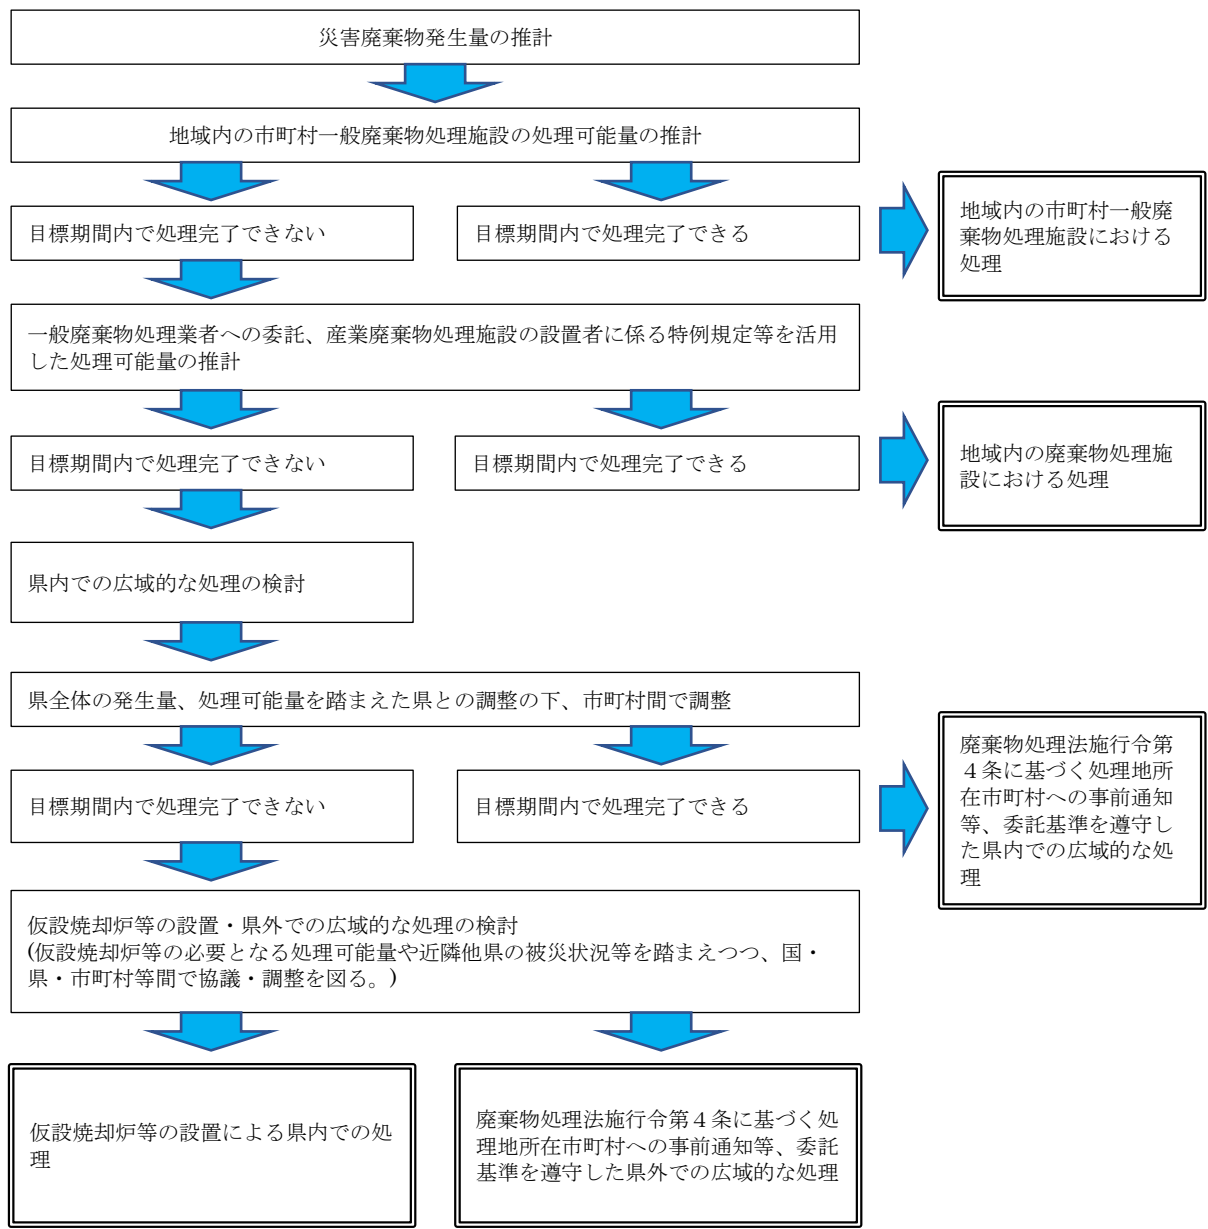 災害廃棄物発生量の推計
地域内の市町村一般廃棄物処理施設の処理可能量の推計
目標期間内で処理完了できない
目標期間内で処理完了できる
地域内の市町村一般廃
棄物処理施設における
処理
一般廃棄物処理業者への委託、産業廃棄物処理施設の設置者に係る特例規定等を活用
した処理可能量の推計
目標期間内で処理完了できない
目標期間内で処理完了できる
地域内の廃棄物処理施
設における処理
県内での広域的な処理の検討
県全体の発生量、処理可能量を踏まえた県との調整の下、市町村間で調整
目標期間内で処理完了できない
目標期間内で処理完了できる
廃棄物処理法施行令第
４条に基づく処理地所
在市町村への事前通知
等、委託基準を遵守し
た県内での広域的な処
理
仮設焼却炉等の設置・県外での広域的な処理の検討
(仮設焼却炉等の必要となる処理可能量や近隣他県の被災状況等を踏まえつつ、国・
県・市町村等間で協議・調整を図る。)
仮設焼却炉等の設置による県内での処
理
廃棄物処理法施行令第４条に基づく処
理地所在市町村への事前通知等、委託
基準を遵守した県外での広域的な処理